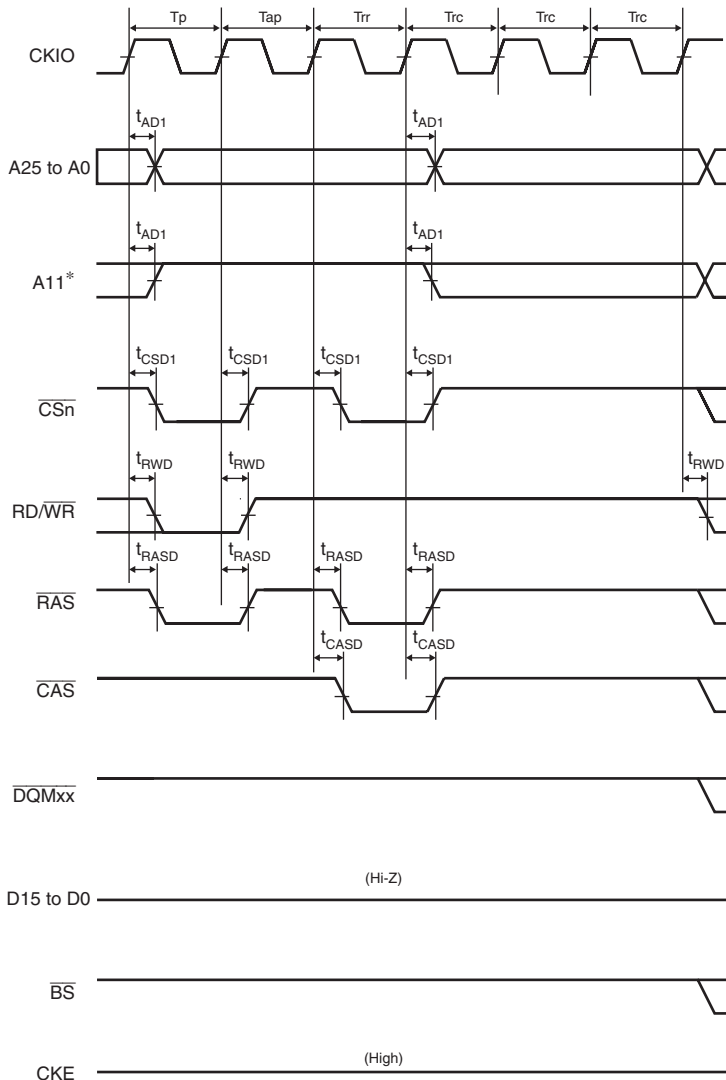 Tp Tap Trr Trc Trc Trc
CKIO
tAD1 tAD1
A25 to A0
tAD1 tAD1
A11*
tCSD1 tCSD1 tCSD1 tCSD1
CSn
tRWD tRWD tRWD
RD/WR
tRASD tRASD tRASD tRASD
RAS
tCASD tCASD
CAS
DQMxx
(Hi-Z)
D15 to D0
BS
(High)
CKE